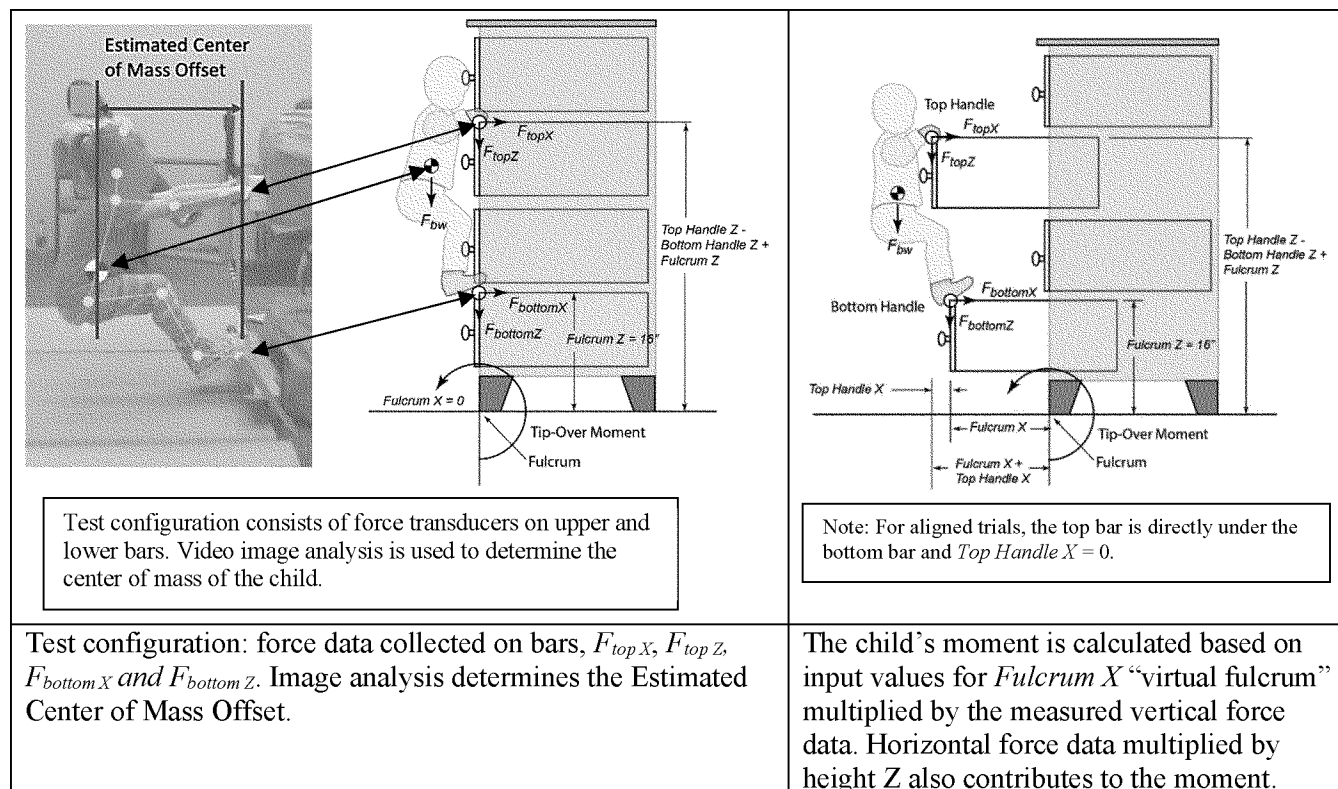 Estimated Center
of Mass Offset
F_topX
F_topZ
F_bw
Top Handle Z -
Bottom Handle Z +
Fulcrum Z
F_bottomX
F_bottomZ
Fulcrum Z = 16"
Fulcrum X = 0
Tip-Over Moment
Fulcrum
Test configuration consists of force transducers on upper and
lower bars. Video image analysis is used to determine the
center of mass of the child.
Top Handle
F_topX
F_topZ
F_bw
Top Handle Z -
Bottom Handle Z +
Fulcrum Z
Bottom Handle
F_bottomX
F_bottomZ
Fulcrum Z = 16"
Top Handle X
Fulcrum X
Tip-Over Moment
Fulcrum X +
Top Handle X
Fulcrum
Note: For aligned trials, the top bar is directly under the
bottom bar and Top Handle X = 0.
Test configuration: force data collected on bars, F_top X, F_top Z,
F_bottom X and F_bottom Z. Image analysis determines the Estimated
Center of Mass Offset.
The child's moment is calculated based on
input values for Fulcrum X “virtual fulcrum”
multiplied by the measured vertical force
data. Horizontal force data multiplied by
height Z also contributes to the moment.